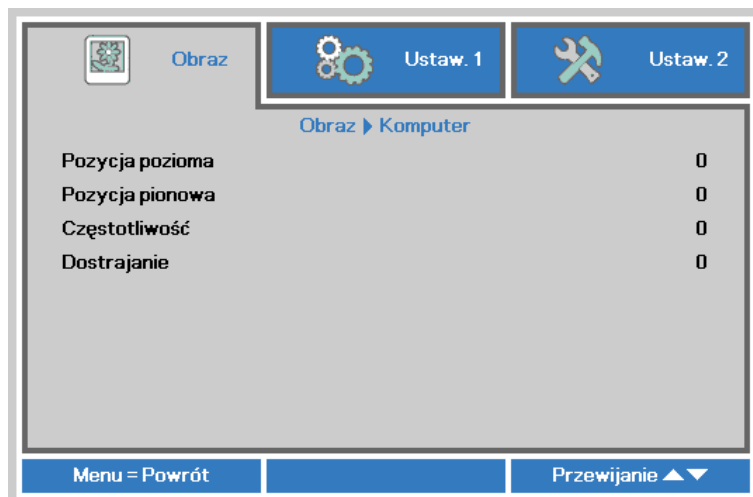 Obraz Ustaw. 1 Ustaw. 2
Obraz Komputer
Pozycja pozioma 0
Pozycja pionowa 0
Częstotliwość 0
Dostrajanie 0
Menu = Powrót Przewijanie